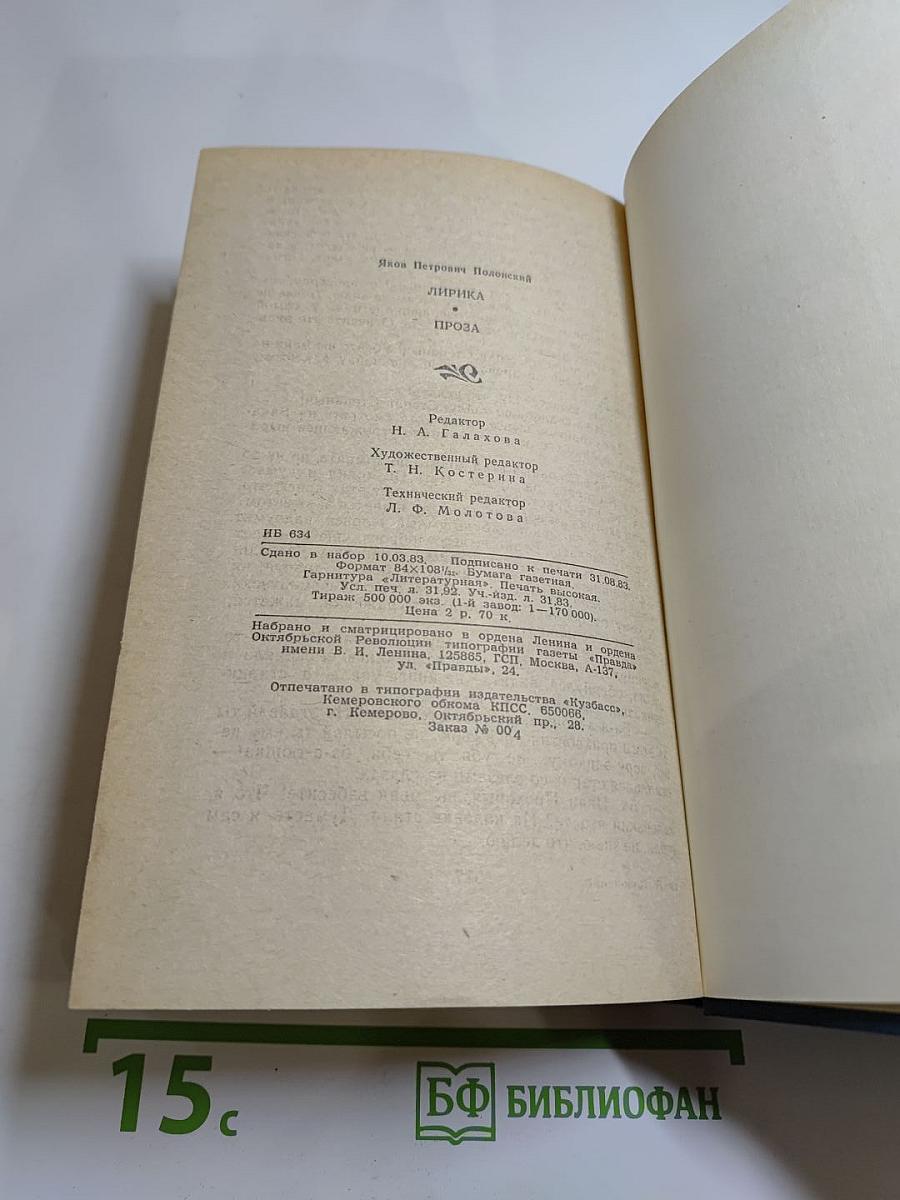 Яков Петрович Полонский
ЛИРИКА
•
ПРОЗА
Редактор
Н. А. Галахова
Художественный редактор
Т. Н. Костерина
Технический редактор
Л. Ф. Молотова
ИБ 634
Сдано в набор 10.03.83. Подписано к печати 31.08.83.
Формат 84×108¹/₃₂. Бумага газетная.
Гарнитура «Литературная». Печать высокая.
Усл. печ. л. 31,92. Уч.-изд. л. 31,83.
Тираж 500 000 экз. (1-й завод: 1—170 000).
Цена 2 р. 70 к.
Набрано и сматрицировано в ордена Ленина и ордена
Октябрьской Революции типографии газеты «Правда»
имени В. И. Ленина, 125865, ГСП, Москва, А-137,
ул. «Правды», 24.
Отпечатано в типографии издательства «Кузбасс»,
Кемеровского обкома КПСС. 650066,
г. Кемерово, Октябрьский пр., 28.
Заказ № 004
15 с
БФ БИБЛИОФАН